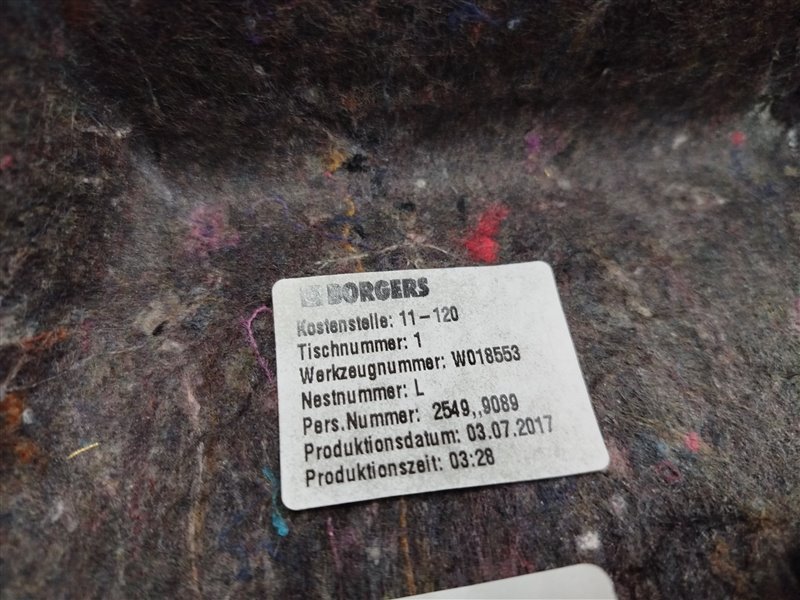 BORGERS
Kostenstelle: 11-120
Tischnummer: 1
Werkzeugnummer: W018553
Nestnummer: L
Pers.Nummer: 2549,,9089
Produktionsdatum: 03.07.2017
Produktionszeit: 03:28